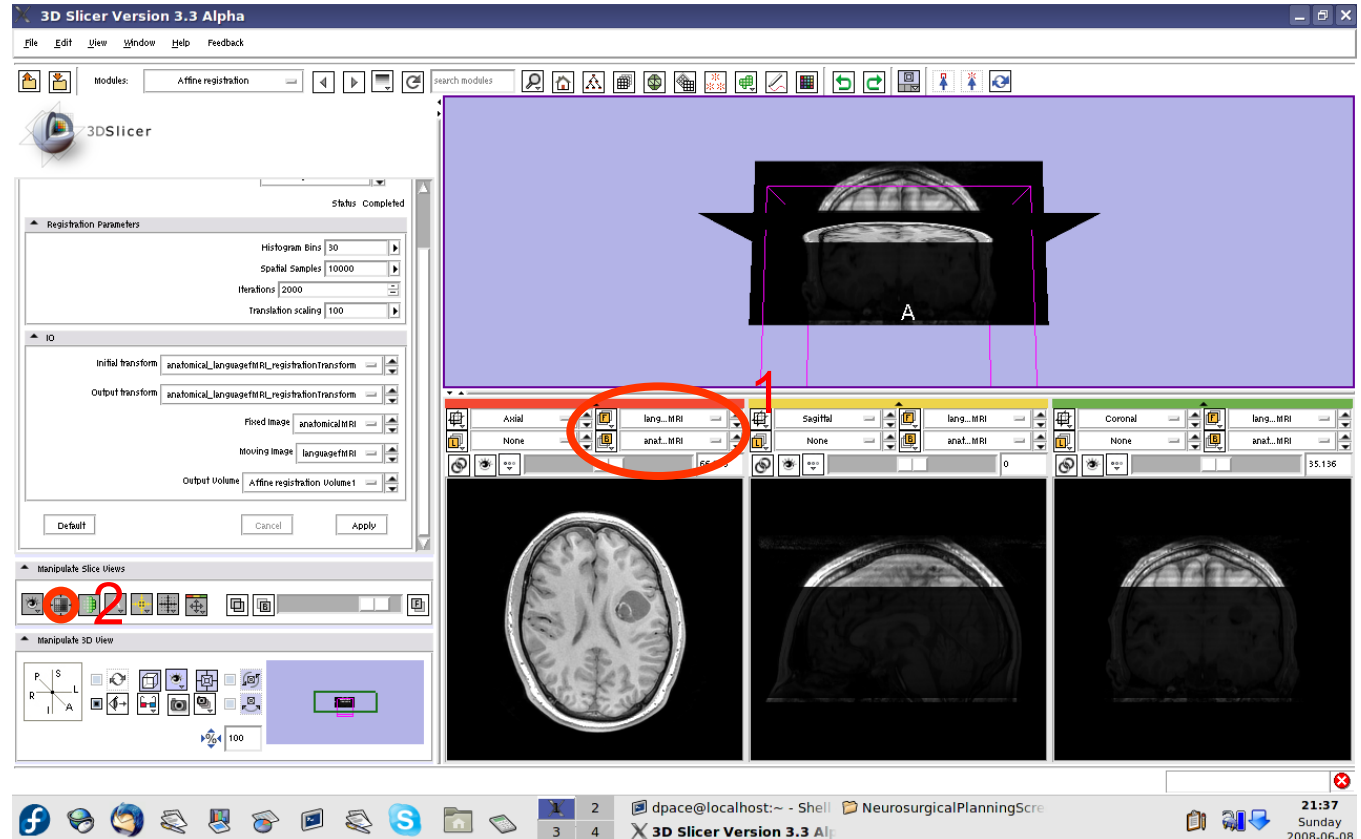 3D Slicer Version 3.3 Alpha
File Edit View Window Help Feedback
Modules: Affine registration search modules
3DSlicer
Status Completed
Registration Parameters
Histogram Bins 30
Spatial Samples 10000
Iterations 2000
Translation scaling 100
IO
Initial transform anatomical_languagefMRI_registrationTransform
Output transform anatomical_languagefMRI_registrationTransform
Fixed Image anatomicalMRI
Moving Image languagefMRI
Output Volume Affine registration Volume1
Default Cancel Apply
Manipulate Slice Views
2
B F
Manipulate 3D View
P S
R L
I A
% 100
A
1
Axial F lang...MRI
L None B anat...MRI
Sagittal F lang...MRI
L None B anat...MRI
0
Coronal F lang...MRI
L None B anat...MRI
35.136
1 2
3 4
dpace@localhost:~ - Shell
NeurosurgicalPlanningScre
3D Slicer Version 3.3 Alp
21:37
Sunday
2008-06-08